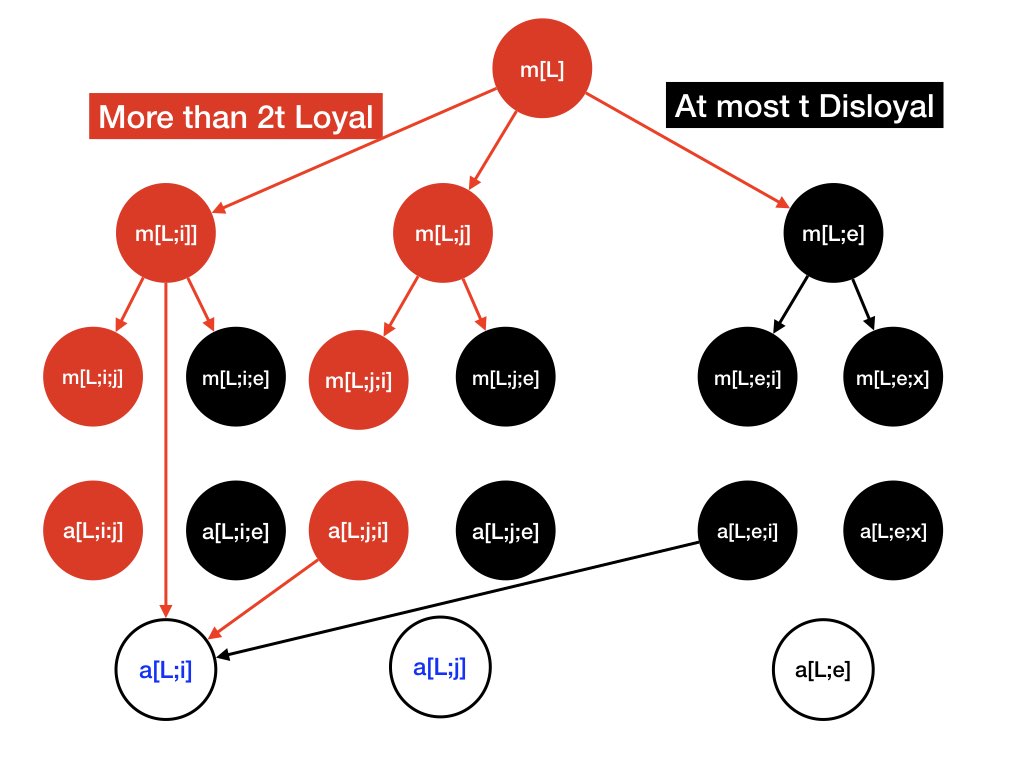 m[L]
More than 2t Loyal
At most t Disloyal
m[L;i]]
m[L;j]
m[L;e]
m[L;i:j]
m[L;i;e]
m[L;j;i]
m[L;j;e]
m[L;e;i]
m[L;e;x]
a[L;i:j]
a[L;i;e]
a[L;j;i]
a[L;j;e]
a[L;e;i]
a[L;e;x]
a[L;i]
a[L;j]
a[L;e]